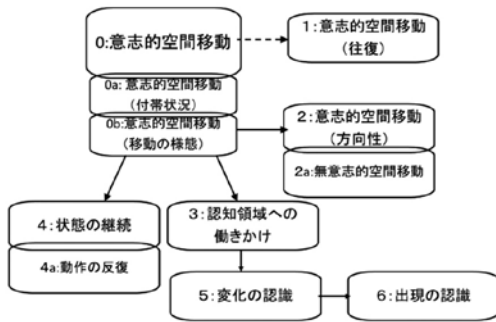 0:意志的空間移動
1:意志的空間移動
(往復)
0a:意志的空間移動
(付帯状況)
0b:意志的空間移動
(移動の様態)
2:意志的空間移動
(方向性)
2a:無意志的空間移動
4:状態の継続
4a:動作の反復
3:認知領域への
働きかけ
5:変化の認識
6:出現の認識